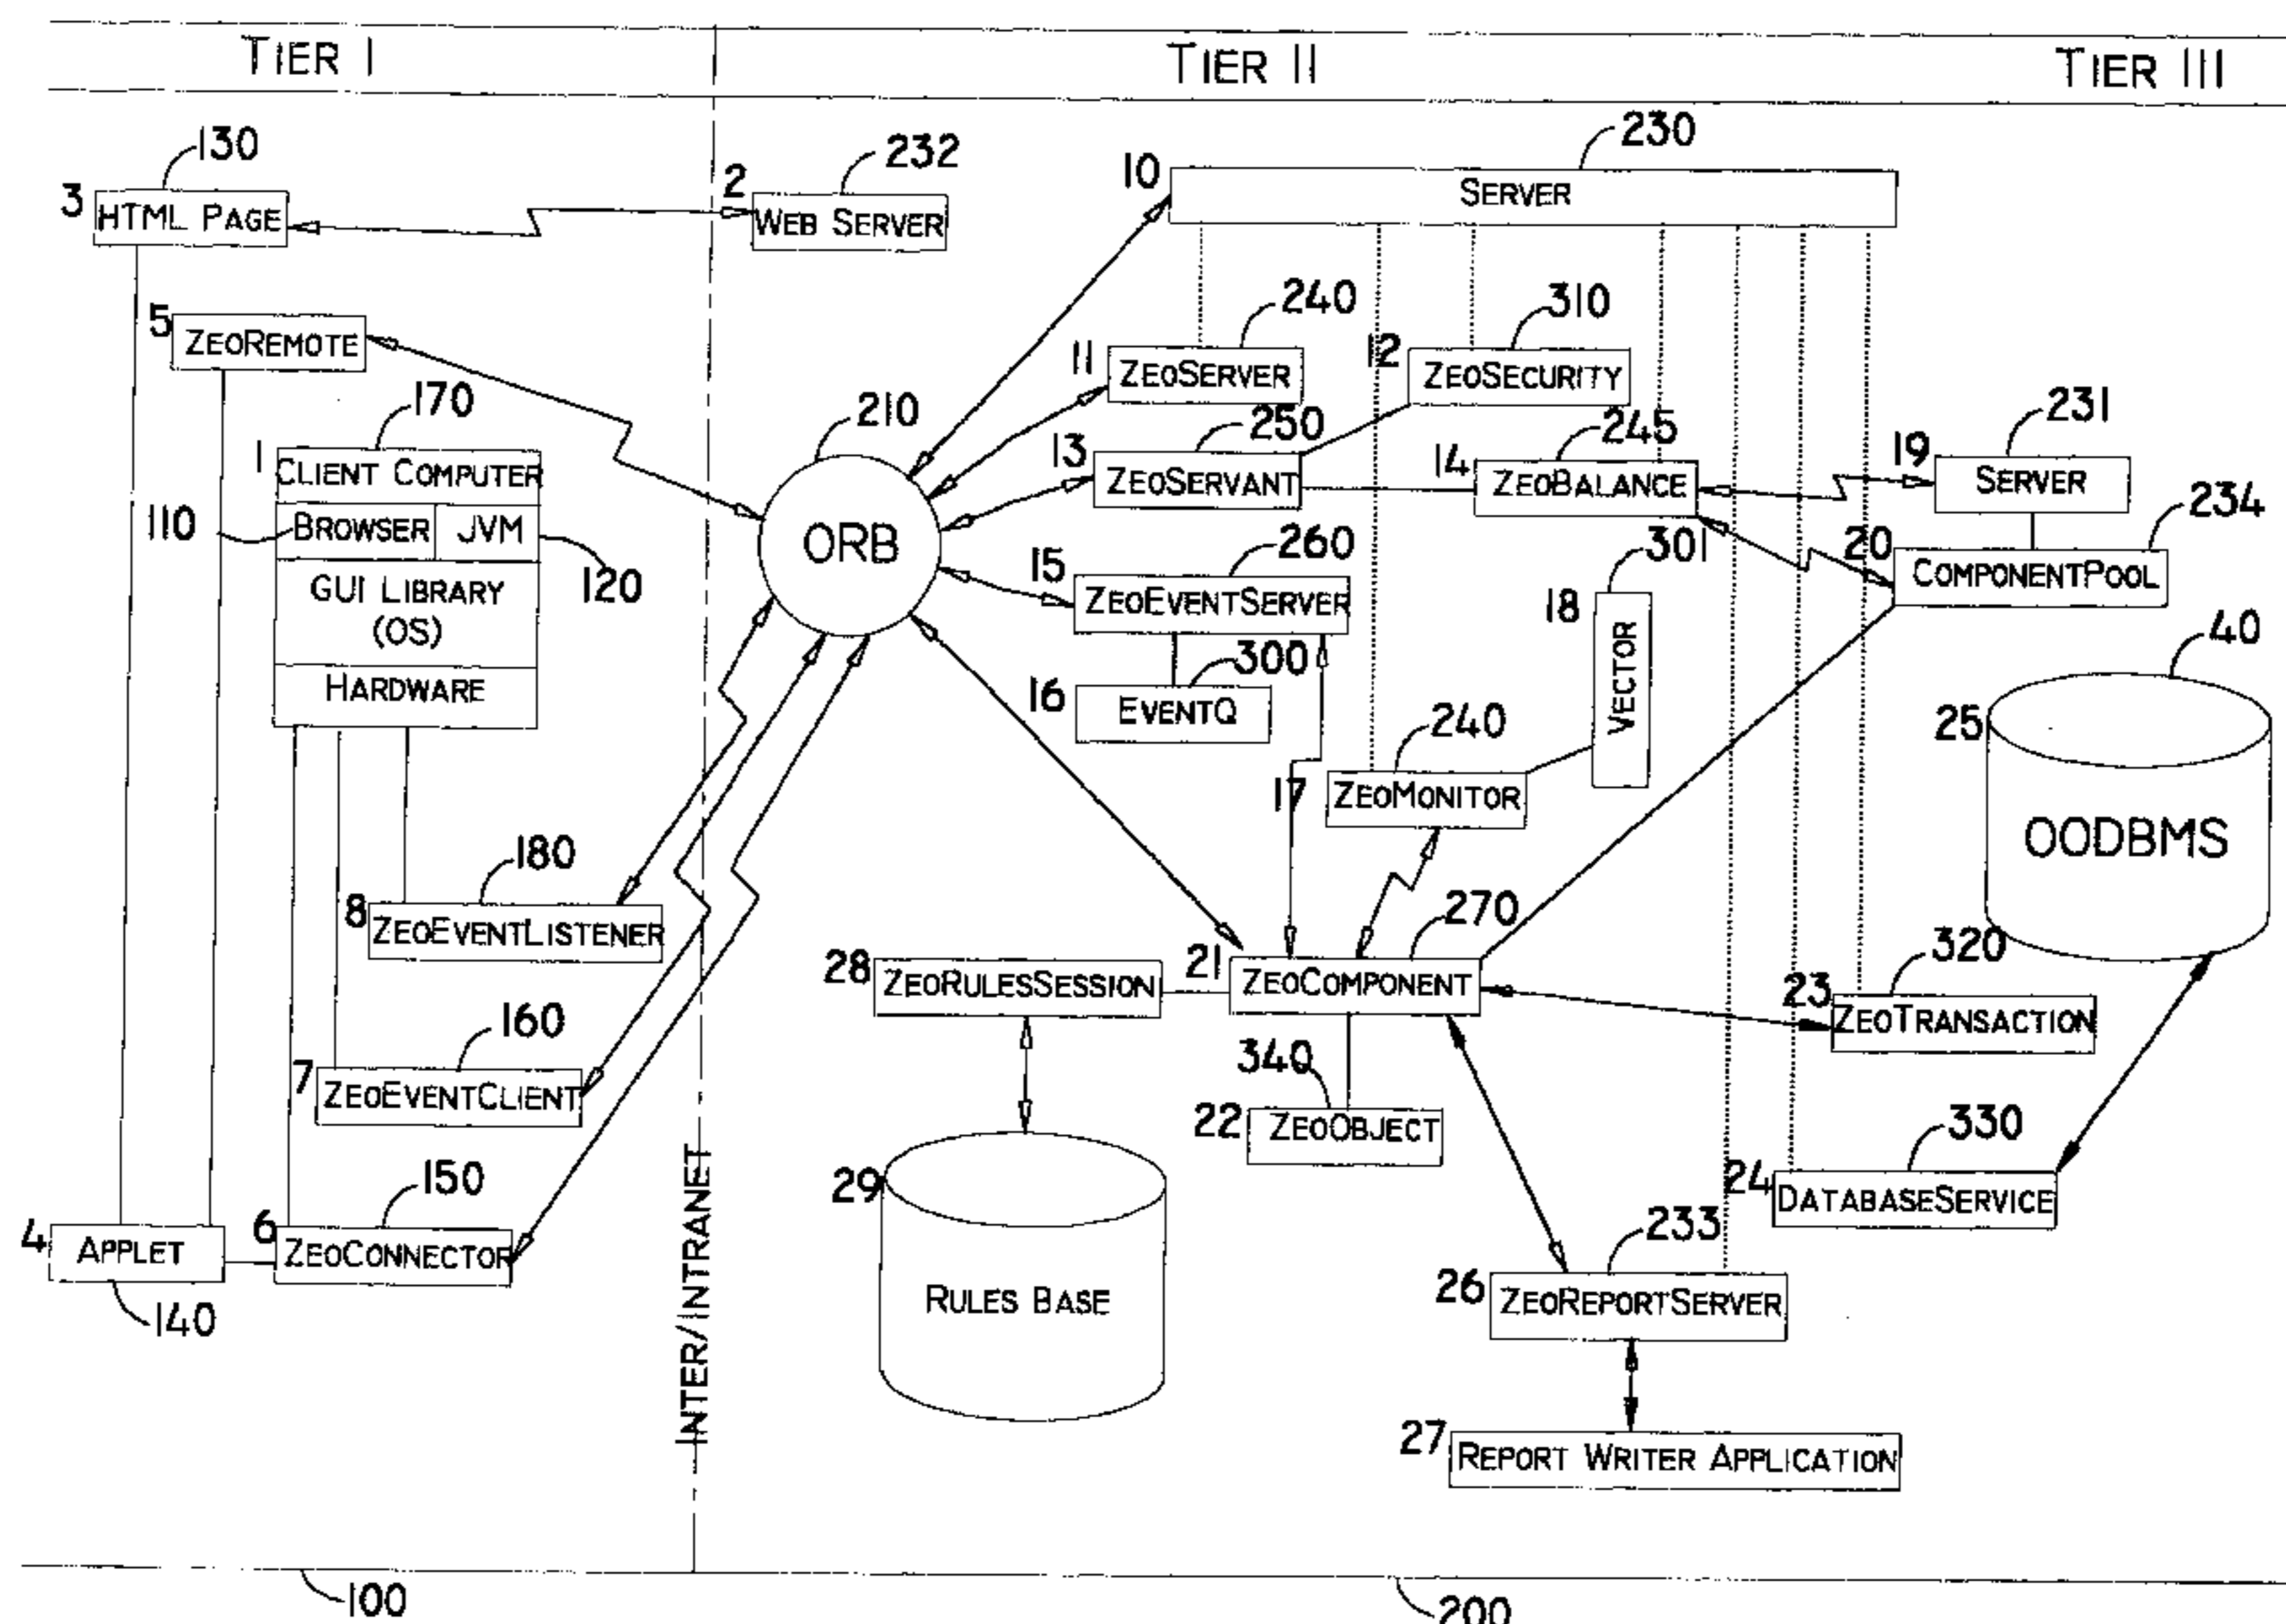 TIER I
TIER II
TIER III
130
232
230
3
HTML PAGE
2
WEB SERVER
10
SERVER
5
ZEOREMOTE
240
11
ZEOSERVER
310
12
ZEOSECURITY
170
1
CLIENT COMPUTER
110
BROWSER
JVM
120
GUI LIBRARY
(OS)
HARDWARE
210
ORB
250
13
ZEOSERVANT
245
14
ZEOBALANCE
231
19
SERVER
234
20
COMPONENTPOOL
260
15
ZEOEVENTSERVER
300
16
EVENTQ
301
18
VECTOR
240
17
ZEOMONITOR
40
25
OODBMS
180
8
ZEOEVENTLISTENER
28
ZEORULESSESSION
270
21
ZEOCOMPONENT
320
23
ZEOTRANSACTION
160
7
ZEOEVENTCLIENT
340
22
ZEOOBJECT
330
24
DATABASESERVICE
150
4
APPLET
140
6
ZEOCONNECTOR
INTER/INTRANET
29
RULES BASE
233
26
ZEOREPORTSERVER
27
REPORT WRITER APPLICATION
100
200